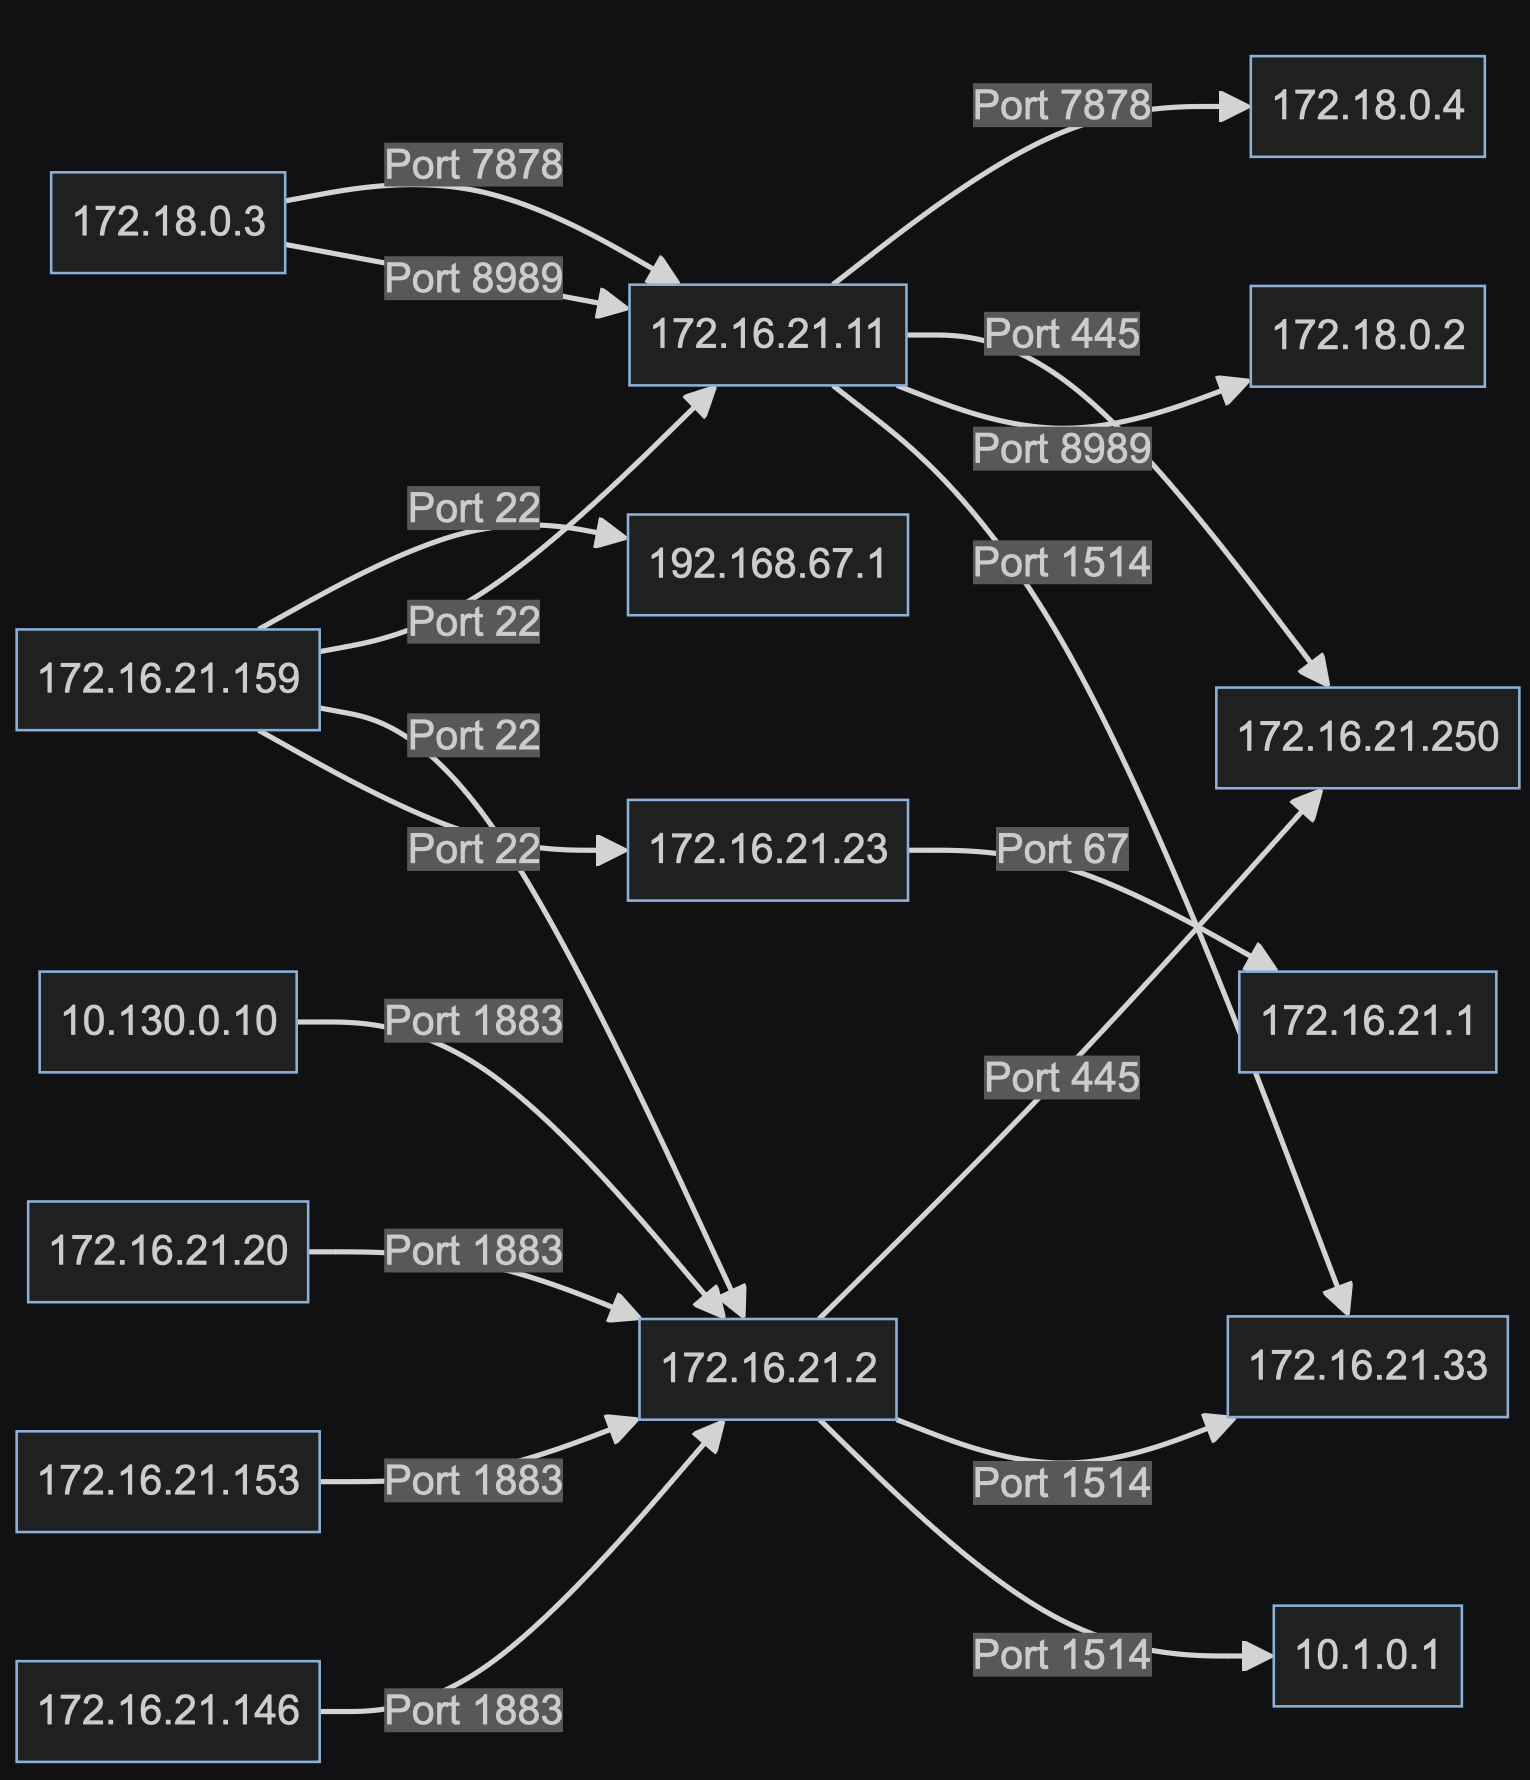 172.18.0.4
Port 7878
Port 7878
172.18.0.3
Port 8989
172.16.21.11
Port 445
172.18.0.2
Port 8989
Port 22
192.168.67.1
Port 1514
Port 22
172.16.21.159
Port 22
172.16.21.250
Port 22
172.16.21.23
Port 67
10.130.0.10
Port 1883
172.16.21.1
Port 445
172.16.21.20
Port 1883
172.16.21.2
172.16.21.33
172.16.21.153
Port 1883
Port 1514
Port 1514
10.1.0.1
172.16.21.146
Port 1883